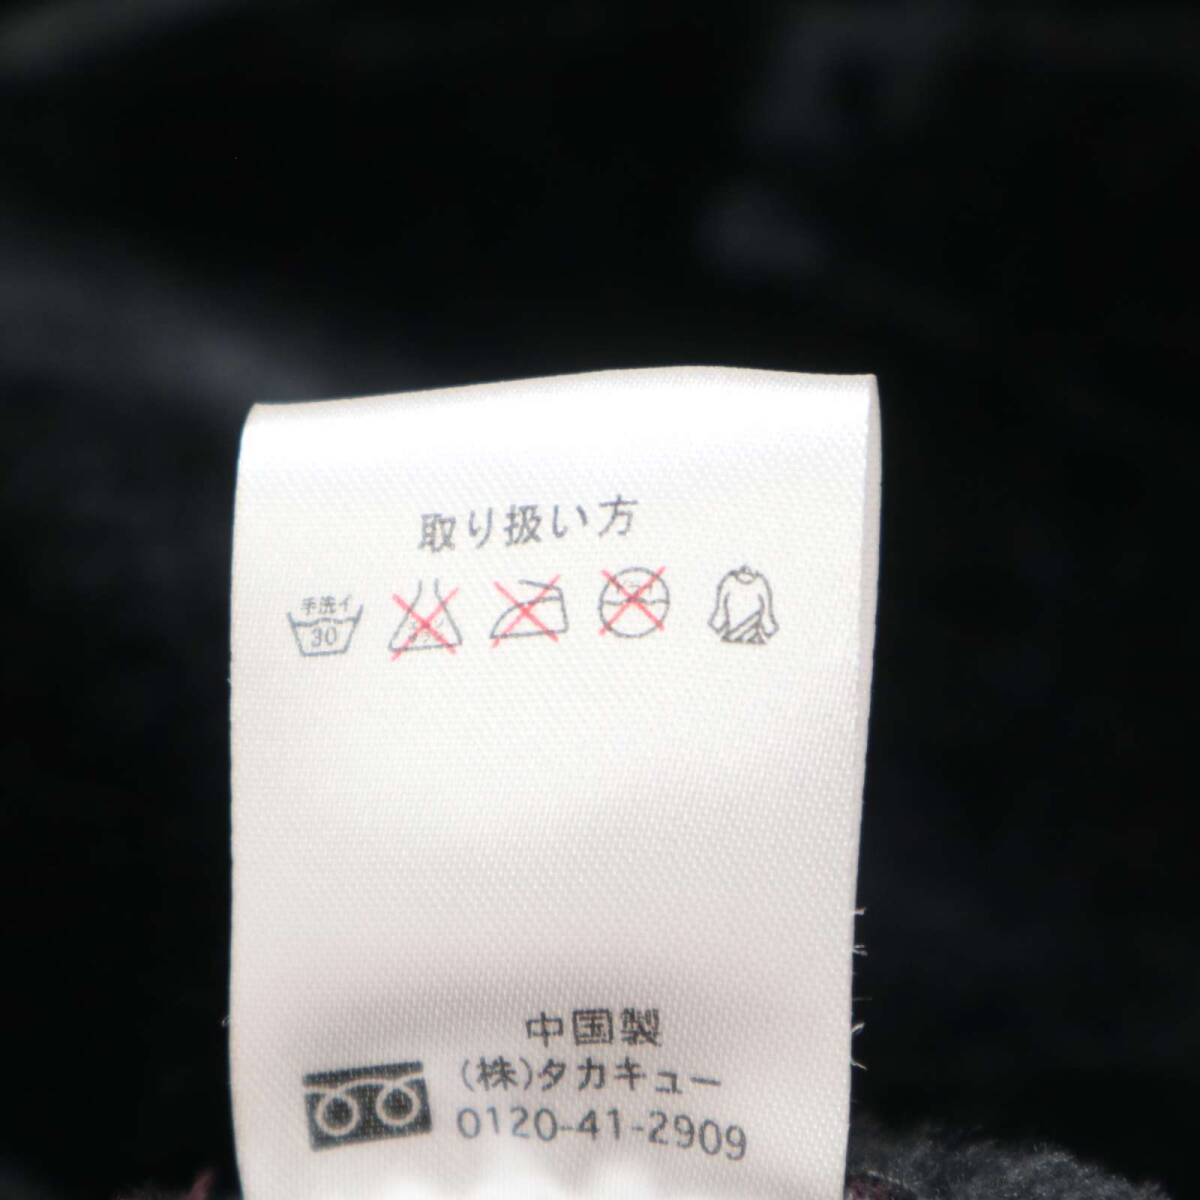 取り扱い方
手洗イ
30
中国製
(株)タカキュー
0120-41-2909